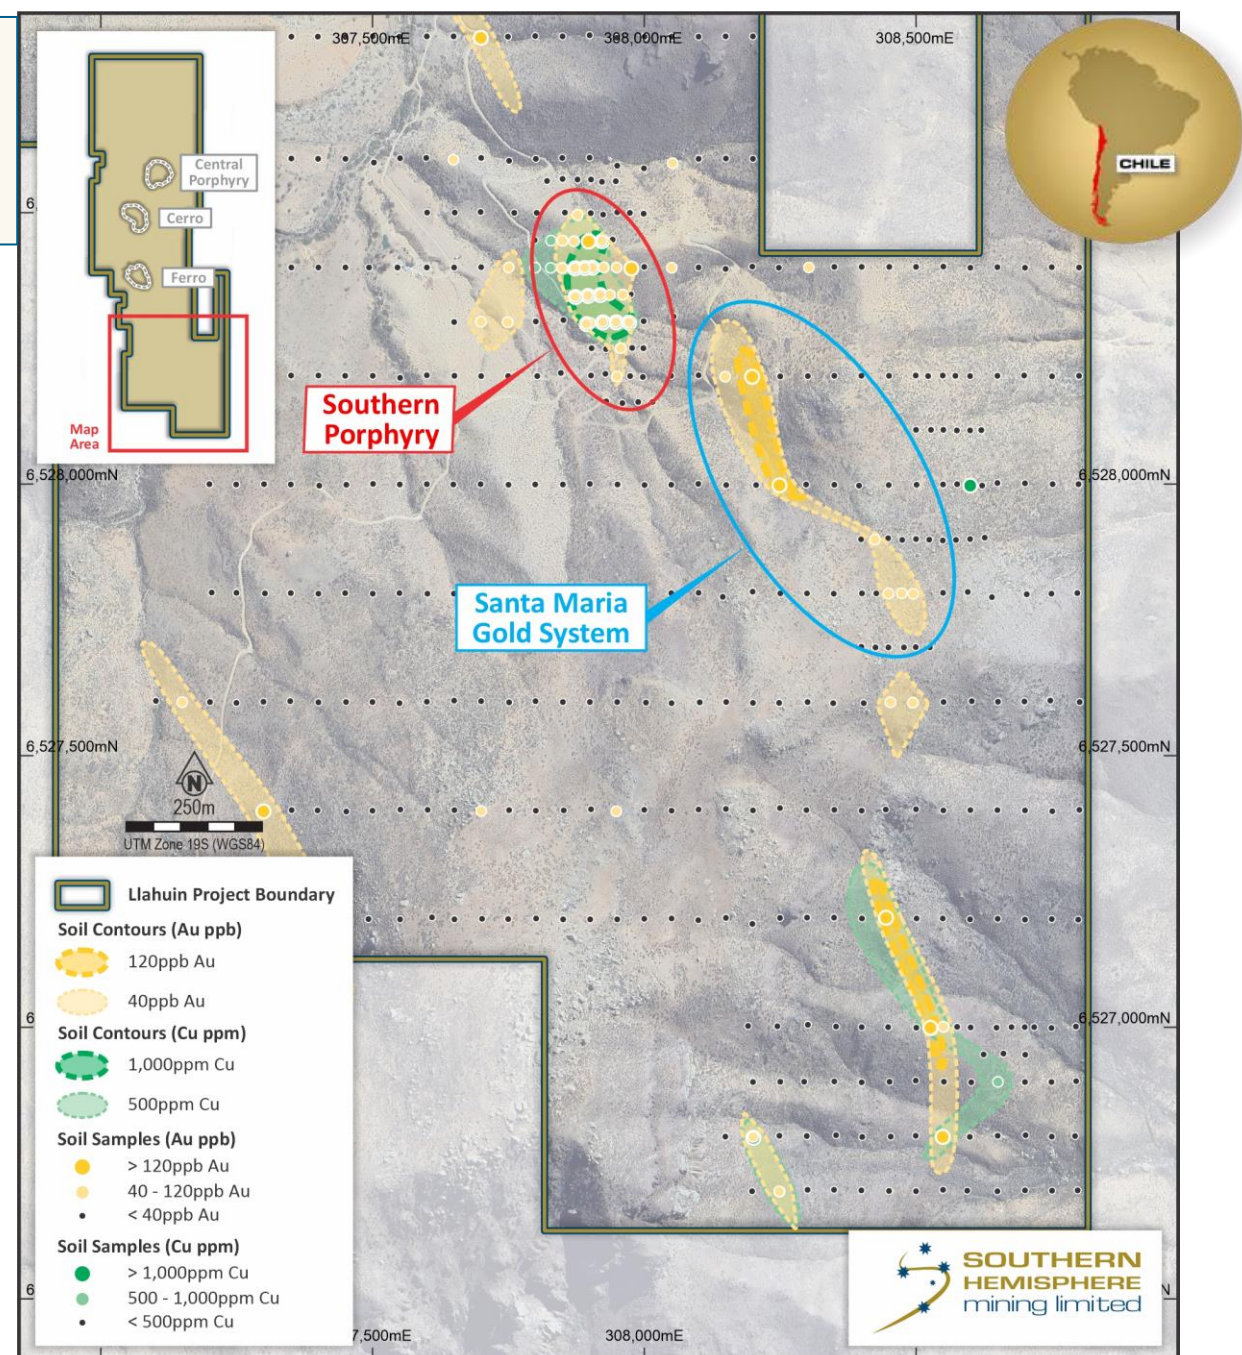 307,500mE
308,000mE
308,500mE
Central
Porphyry
Cerro
Ferro
Map
Area
CHILE
Southern
Porphyry
6,528,000mN
6,528,000mN
Santa Maria
Gold System
6,527,500mN
6,527,500mN
N
250m
UTM Zone 19S (WGS84)
Llahuin Project Boundary
Soil Contours (Au ppb)
120ppb Au
40ppb Au
Soil Contours (Cu ppm)
1,000ppm Cu
500ppm Cu
Soil Samples (Au ppb)
> 120ppb Au
40 - 120ppb Au
< 40ppb Au
Soil Samples (Cu ppm)
> 1,000ppm Cu
500 - 1,000ppm Cu
< 500ppm Cu
6,527,000mN
SOUTHERN
HEMISPHERE
mining limited
7,500mE
308,000mE